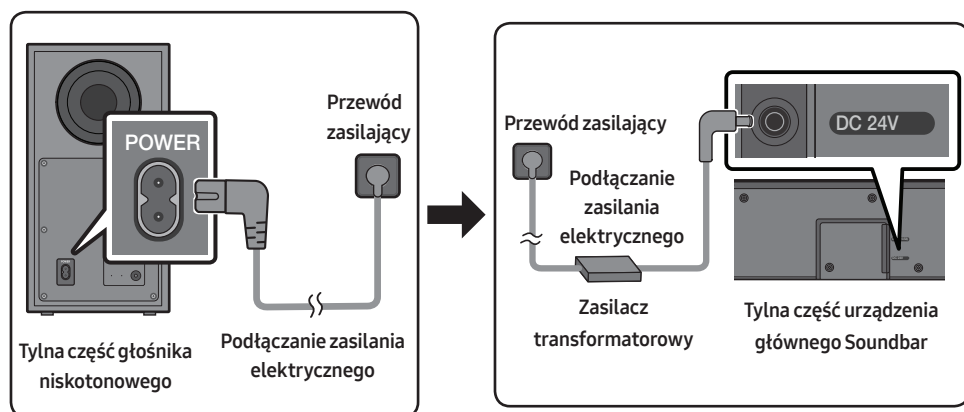 POWER
Przewód
zasilający
Podłączanie zasilania
elektrycznego
Tylna część głośnika
niskotonowego
DC 24V
Przewód zasilający
Podłączanie
zasilania
elektrycznego
Zasilacz
transformatorowy
Tylna część urządzenia
głównego Soundbar